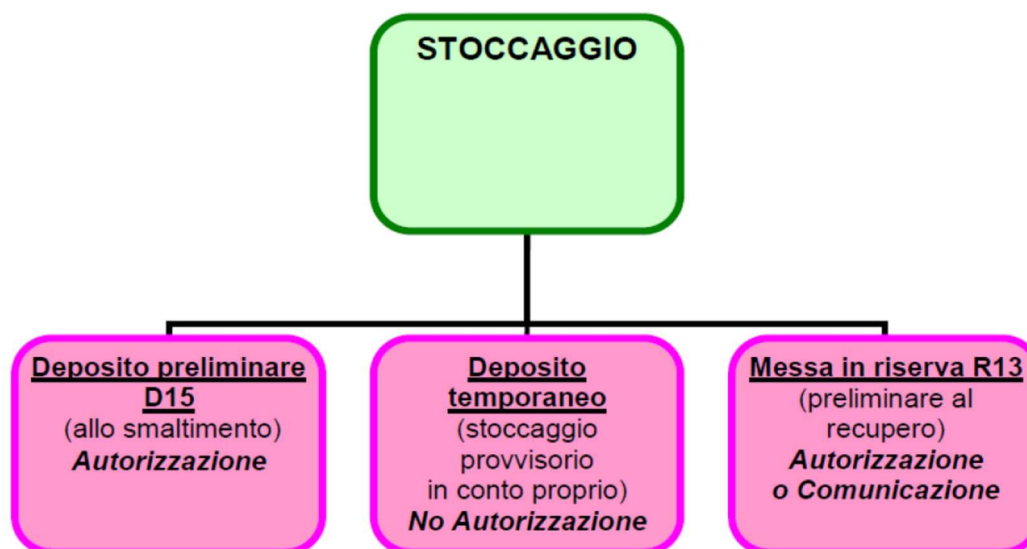 STOCCAGGIO
Deposito preliminare
D15
(allo smaltimento)
Autorizzazione
Deposito
temporaneo
(stoccaggio
provvisorio
in conto proprio)
No Autorizzazione
Messa in riserva R13
(preliminare al
recupero)
Autorizzazione
o Comunicazione